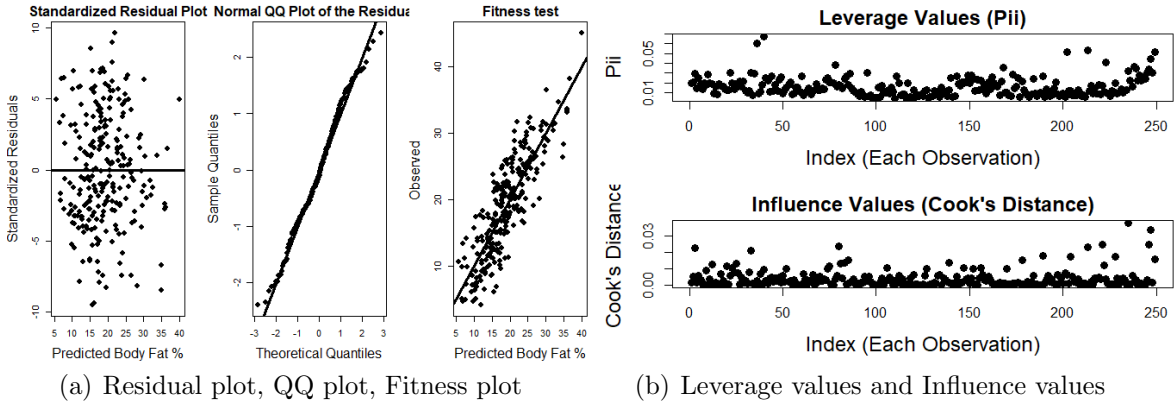 Standardized Residual Plot
Standardized Residuals
10
5
0
-5
-10
5 10 15 20 25 30 35 40
Predicted Body Fat %
Normal QQ Plot of the Residua
Sample Quantiles
2
1
0
-1
-2
-3 -2 -1 0 1 2 3
Theoretical Quantiles
Fitness test
Observed
40
30
20
10
5 10 15 20 25 30 35 40
Predicted Body Fat %
(a) Residual plot, QQ plot, Fitness plot
Leverage Values (Pii)
Pii
0.05
0.01
0 50 100 150 200 250
Index (Each Observation)
Influence Values (Cook's Distance)
Cook's Distanc
0.03
0.00
0 50 100 150 200 250
Index (Each Observation)
(b) Leverage values and Influence values